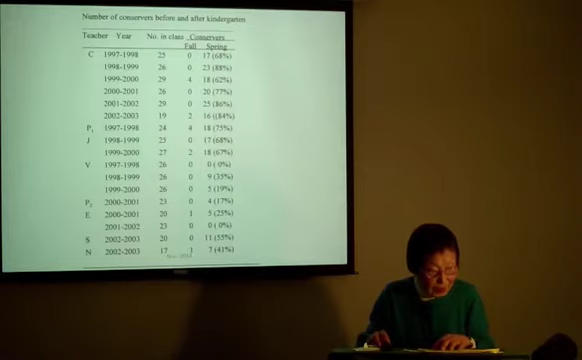 Number of conservers before and after kindergarten
Teacher Year No. in class Conservers
Fall Spring
C 1997-1998 25 0 17 (68%)
1998-1999 26 0 23 (88%)
1999-2000 29 4 18 (62%)
2000-2001 26 0 20 (77%)
2001-2002 29 0 25 (86%)
2002-2003 19 2 16 ((84%)
P₁ 1997-1998 24 4 18 (75%)
J 1998-1999 25 0 17 (68%)
1999-2000 27 2 18 (67%)
V 1997-1998 26 0 0 ( 0%)
1998-1999 26 0 9 (35%)
1999-2000 26 0 5 (19%)
P₂ 2000-2001 23 0 4 (17%)
E 2000-2001 20 1 5 (25%)
2001-2002 23 0 0 ( 0%)
S 2002-2003 20 0 11 (55%)
N 2002-2003 17 1 7 (41%)